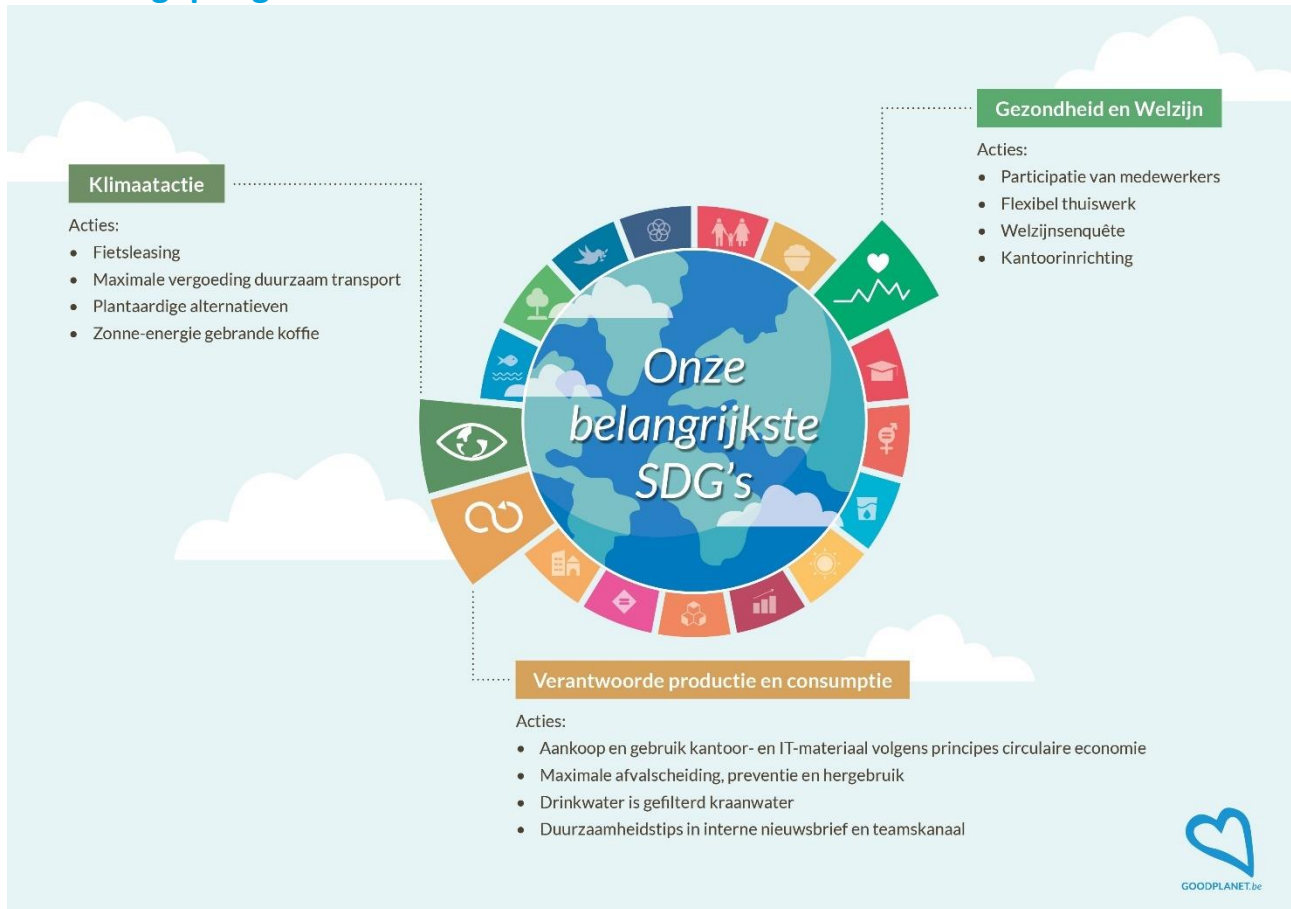 Klimaatactie
Acties:
• Fietsleasing
• Maximale vergoeding duurzaam transport
• Plantaardige alternatieven
• Zonne-energie gebrande koffie
Gezondheid en Welzijn
Acties:
• Participatie van medewerkers
• Flexibel thuiswerk
• Welzijnsenquête
• Kantoorinrichting
Onze
belangrijkste
SDG's
Verantwoorde productie en consumptie
Acties:
• Aankoop en gebruik kantoor- en IT-materiaal volgens principes circulaire economie
• Maximale afvalscheiding, preventie en hergebruik
• Drinkwater is gefilterd kraanwater
• Duurzaamheidstips in interne nieuwsbrief en teamskanaal
GOODPLANET.be